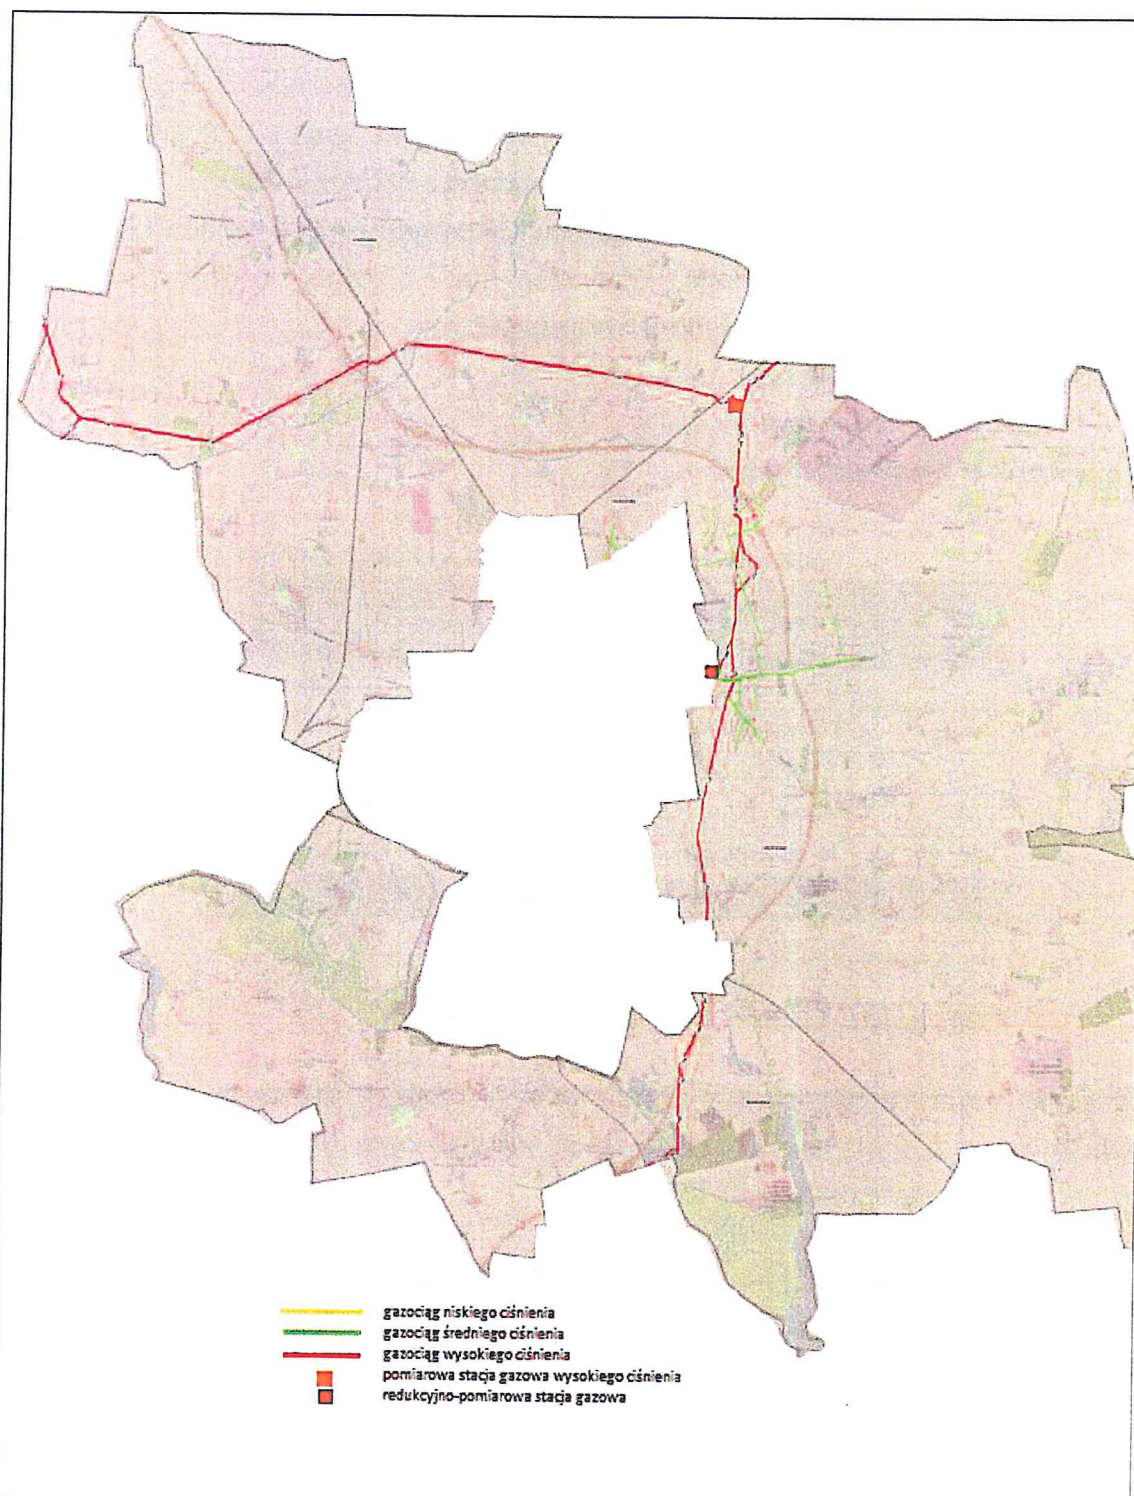 gazociąg niskiego ciśnienia
gazociąg średniego ciśnienia
gazociąg wysokiego ciśnienia
pomiarowa stacja gazowa wysokiego ciśnienia
redukcyjno-pomiarowa stacja gazowa